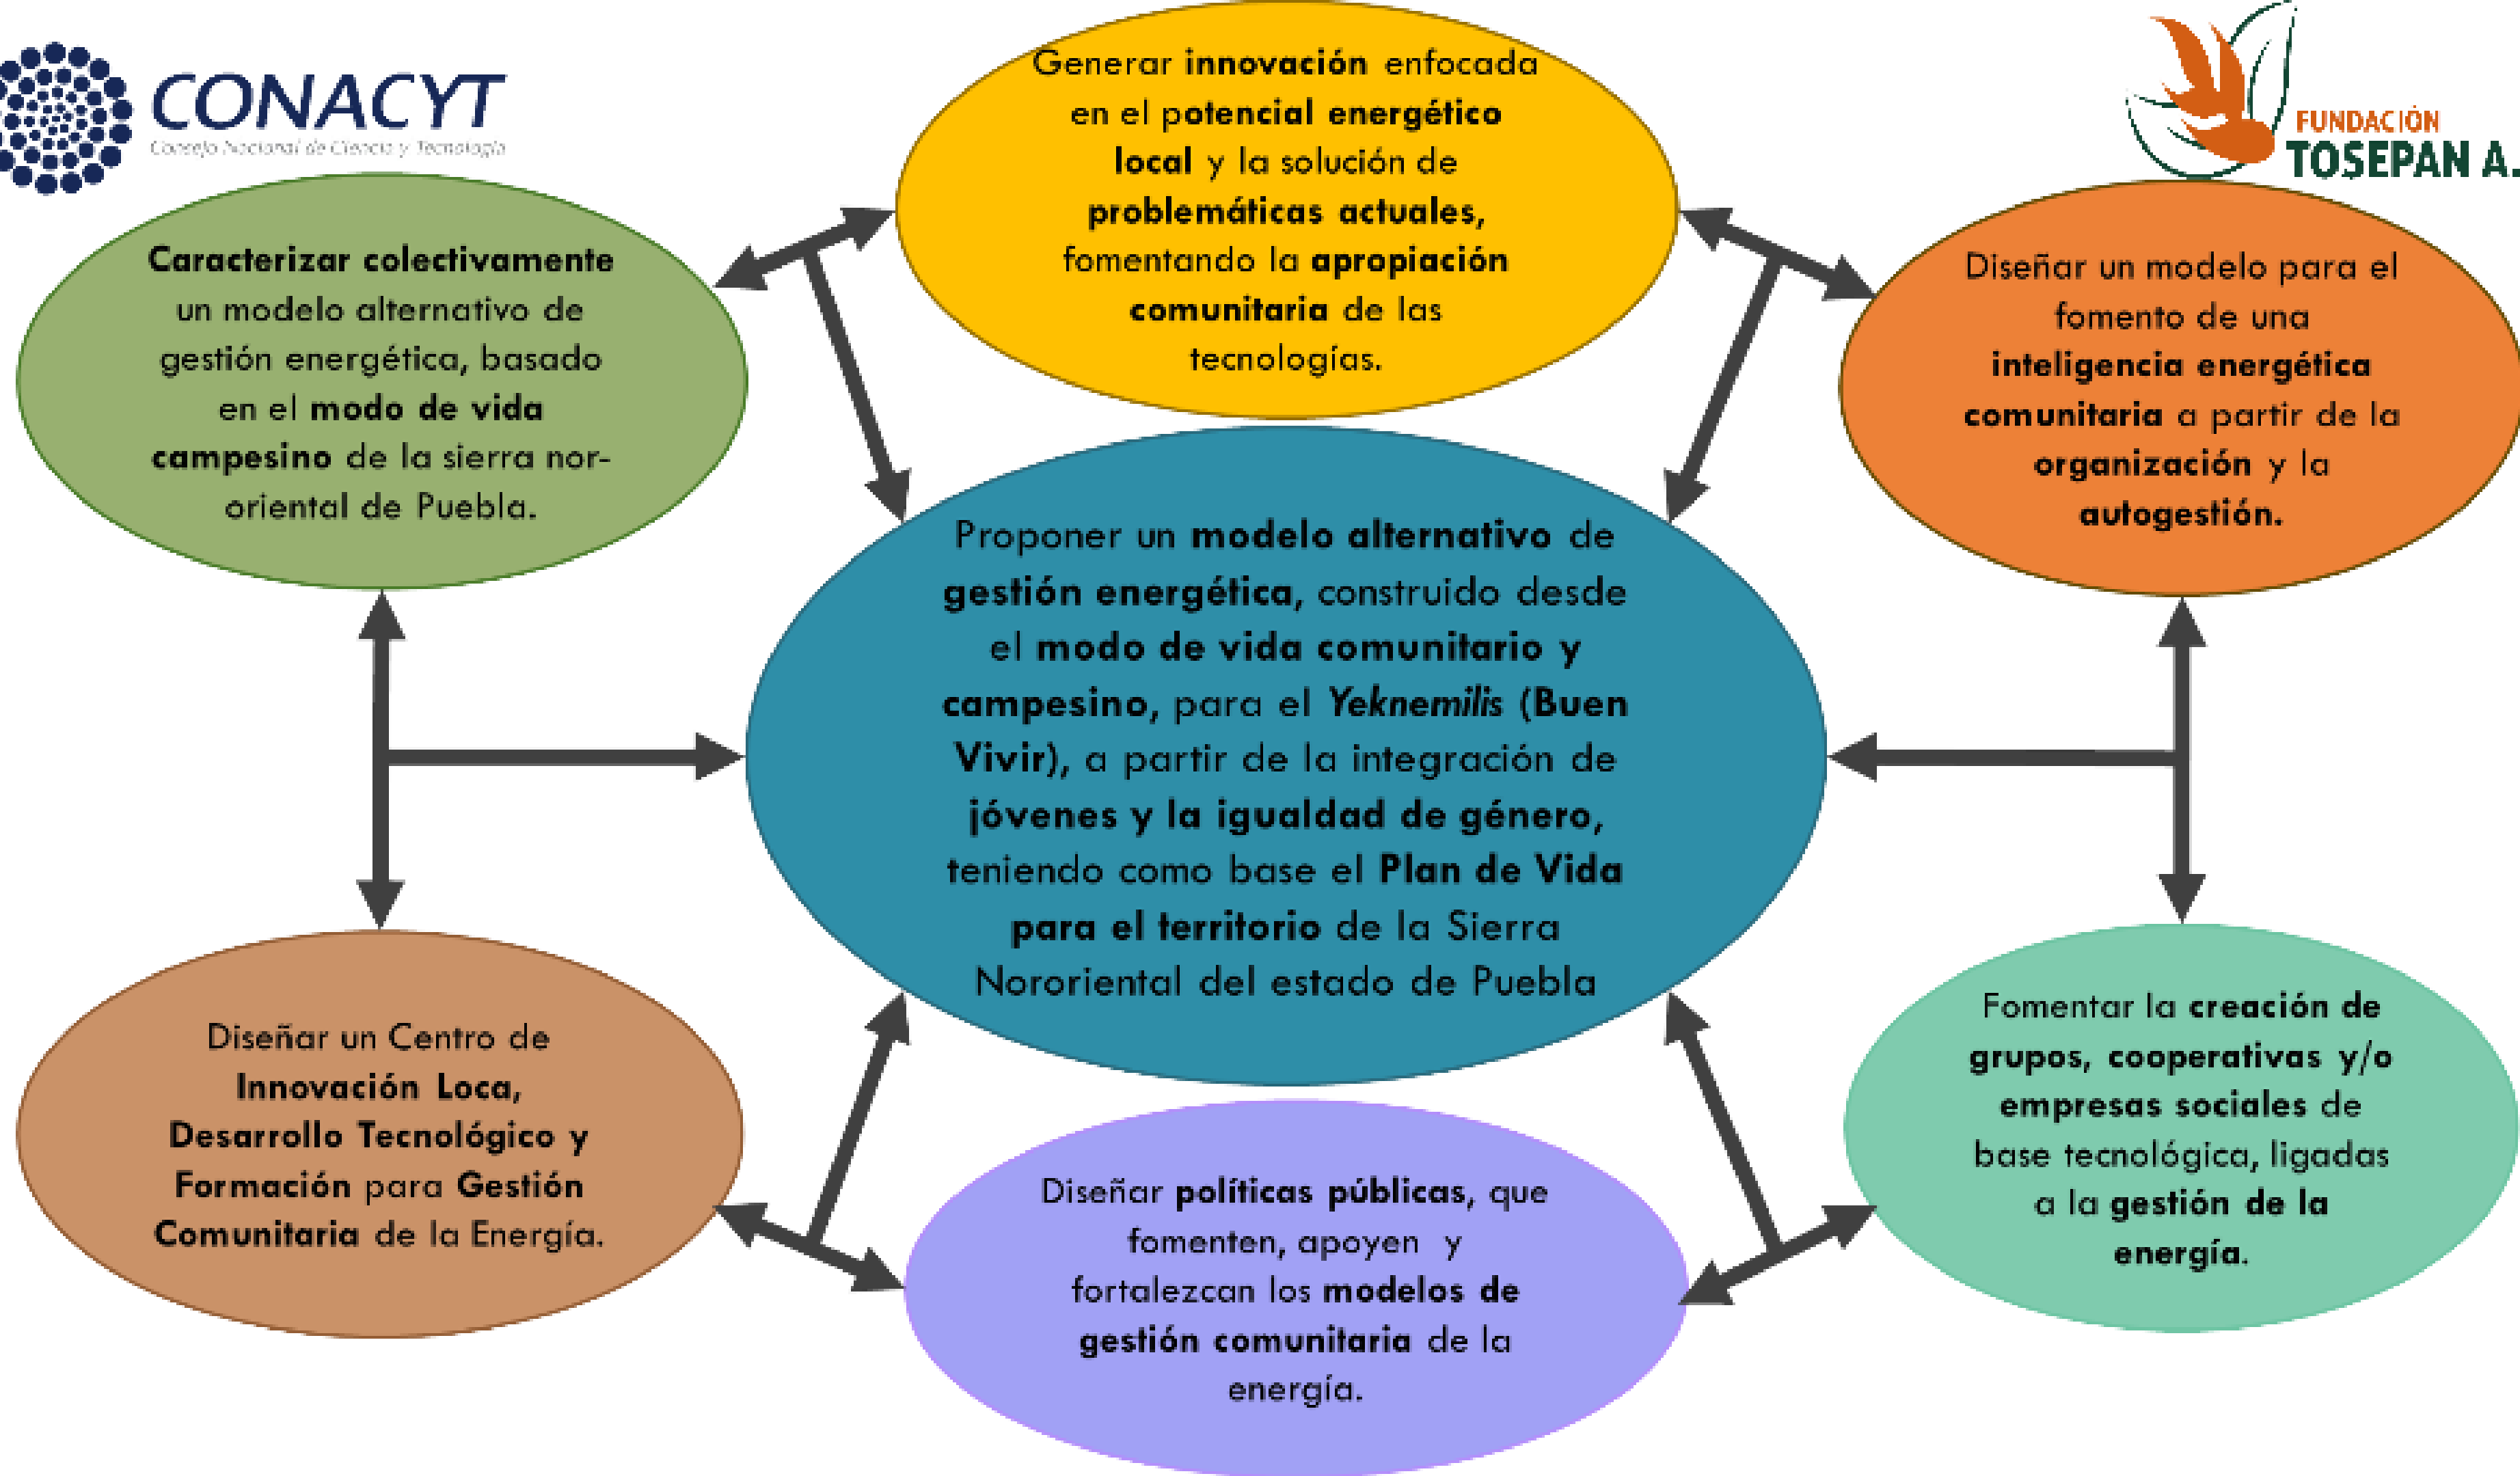 CONACYT
Consejo Nacional de Ciencia y Tecnología
FUNDACIÓN
TOSEPAN A.
Generar innovación enfocada
en el potencial energético
local y la solución de
problemáticas actuales,
fomentando la apropiación
comunitaria de las
tecnologías.
Caracterizar colectivamente
un modelo alternativo de
gestión energética, basado
en el modo de vida
campesino de la sierra nor-
oriental de Puebla.
Diseñar un modelo para el
fomento de una
inteligencia energética
comunitaria a partir de la
organización y la
autogestión.
Proponer un modelo alternativo de
gestión energética, construido desde
el modo de vida comunitario y
campesino, para el Yeknemilis (Buen
Vivir), a partir de la integración de
jóvenes y la igualdad de género,
teniendo como base el Plan de Vida
para el territorio de la Sierra
Nororiental del estado de Puebla
Diseñar un Centro de
Innovación Loca,
Desarrollo Tecnológico y
Formación para Gestión
Comunitaria de la Energía.
Diseñar políticas públicas, que
fomenten, apoyen y
fortalezcan los modelos de
gestión comunitaria de la
energía.
Fomentar la creación de
grupos, cooperativas y/o
empresas sociales de
base tecnológica, ligadas
a la gestión de la
energía.